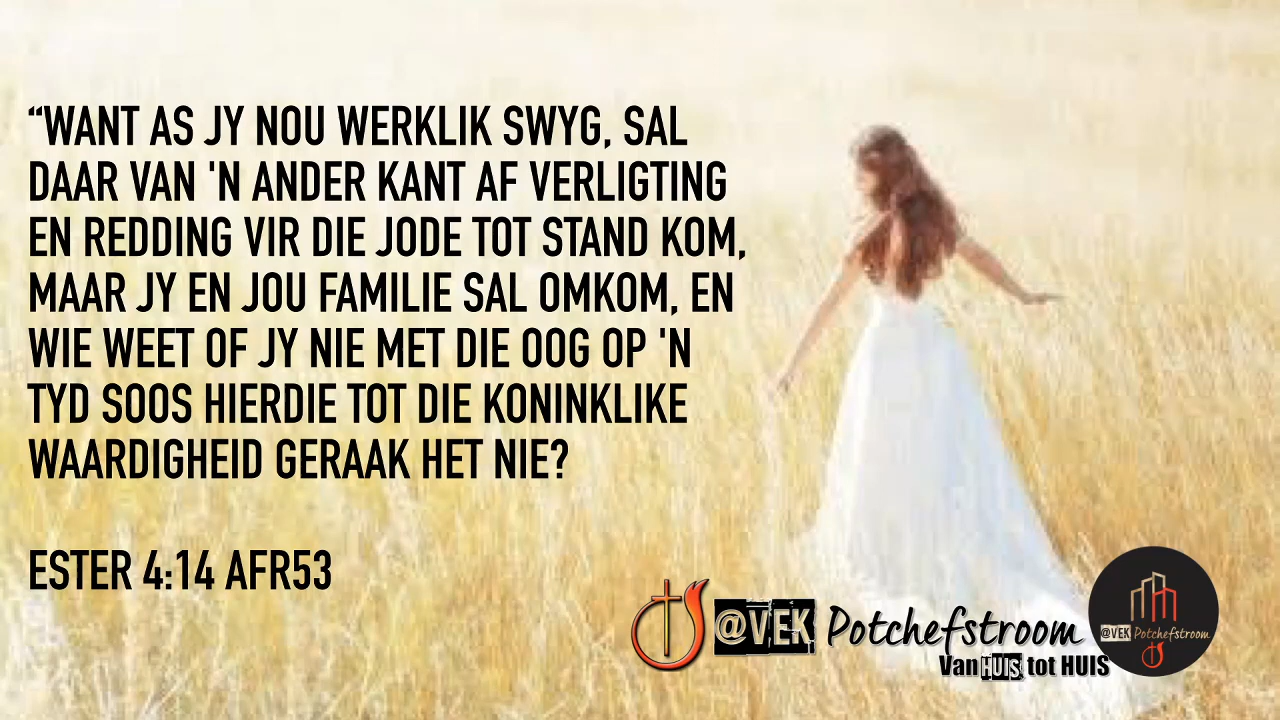 “WANT AS JY NOU WERKLIK SWYG, SAL
DAAR VAN 'N ANDER KANT AF VERLIGTING
EN REDDING VIR DIE JODE TOT STAND KOM,
MAAR JY EN JOU FAMILIE SAL OMKOM, EN
WIE WEET OF JY NIE MET DIE OOG OP 'N
TYD SOOS HIERDIE TOT DIE KONINKLIKE
WAARDIGHEID GERAAK HET NIE?
ESTER 4:14 AFR53
@VEK Potchefstroom
Van HUIS tot HUIS
@VEK Potchefstroom